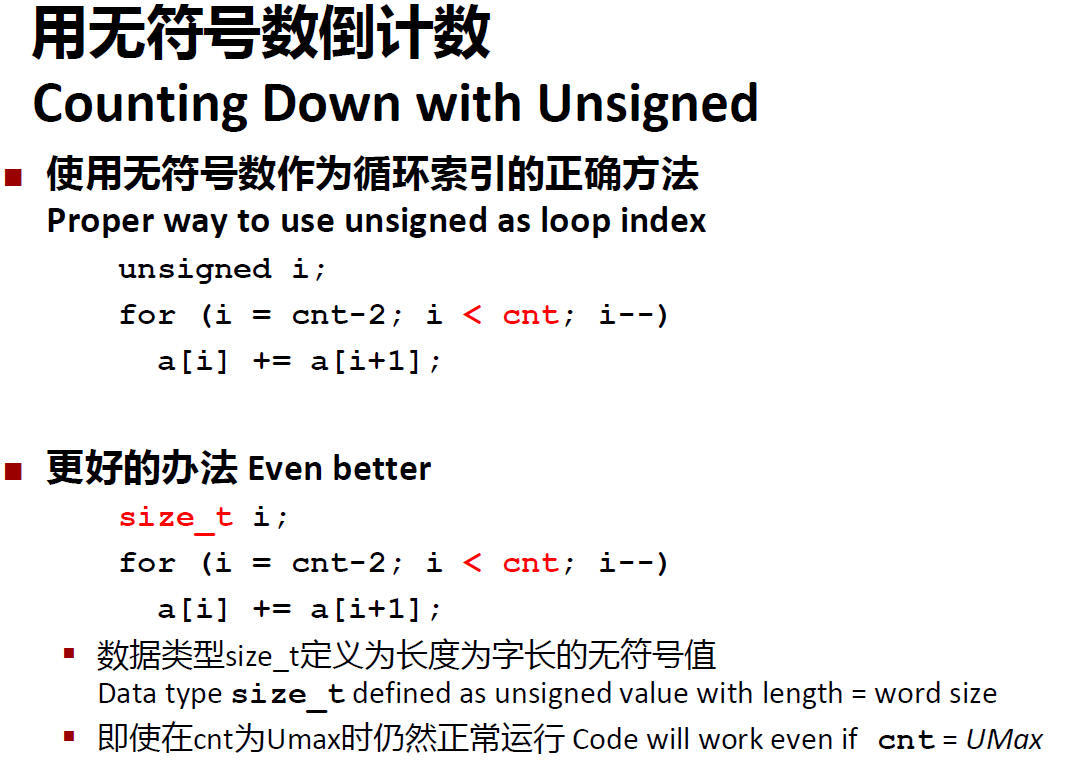 用无符号数倒计数
Counting Down with Unsigned
使用无符号数作为循环索引的正确方法
Proper way to use unsigned as loop index
unsigned i;
for (i = cnt-2; i < cnt; i--)
a[i] += a[i+1];
更好的办法 Even better
size_t i;
for (i = cnt-2; i < cnt; i--)
a[i] += a[i+1];
数据类型size_t定义为长度为字长的无符号值
Data type size_t defined as unsigned value with length = word size
即使在cnt为Umax时仍然正常运行 Code will work even if cnt = UMax